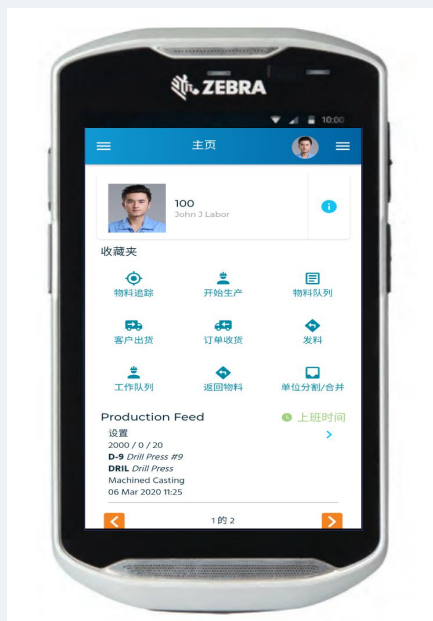 ZEBRA
10:00
主页
100
John J Labor
收藏夹
物料追踪
开始生产
物料队列
客户出货
订单收货
发料
工作队列
返回物料
单位分割/合并
Production Feed
上班时间
设置
2000 / 0 / 20
D-9 Drill Press #9
DRIL Drill Press
Machined Casting
06 Mar 2020 11:25
1 的 2